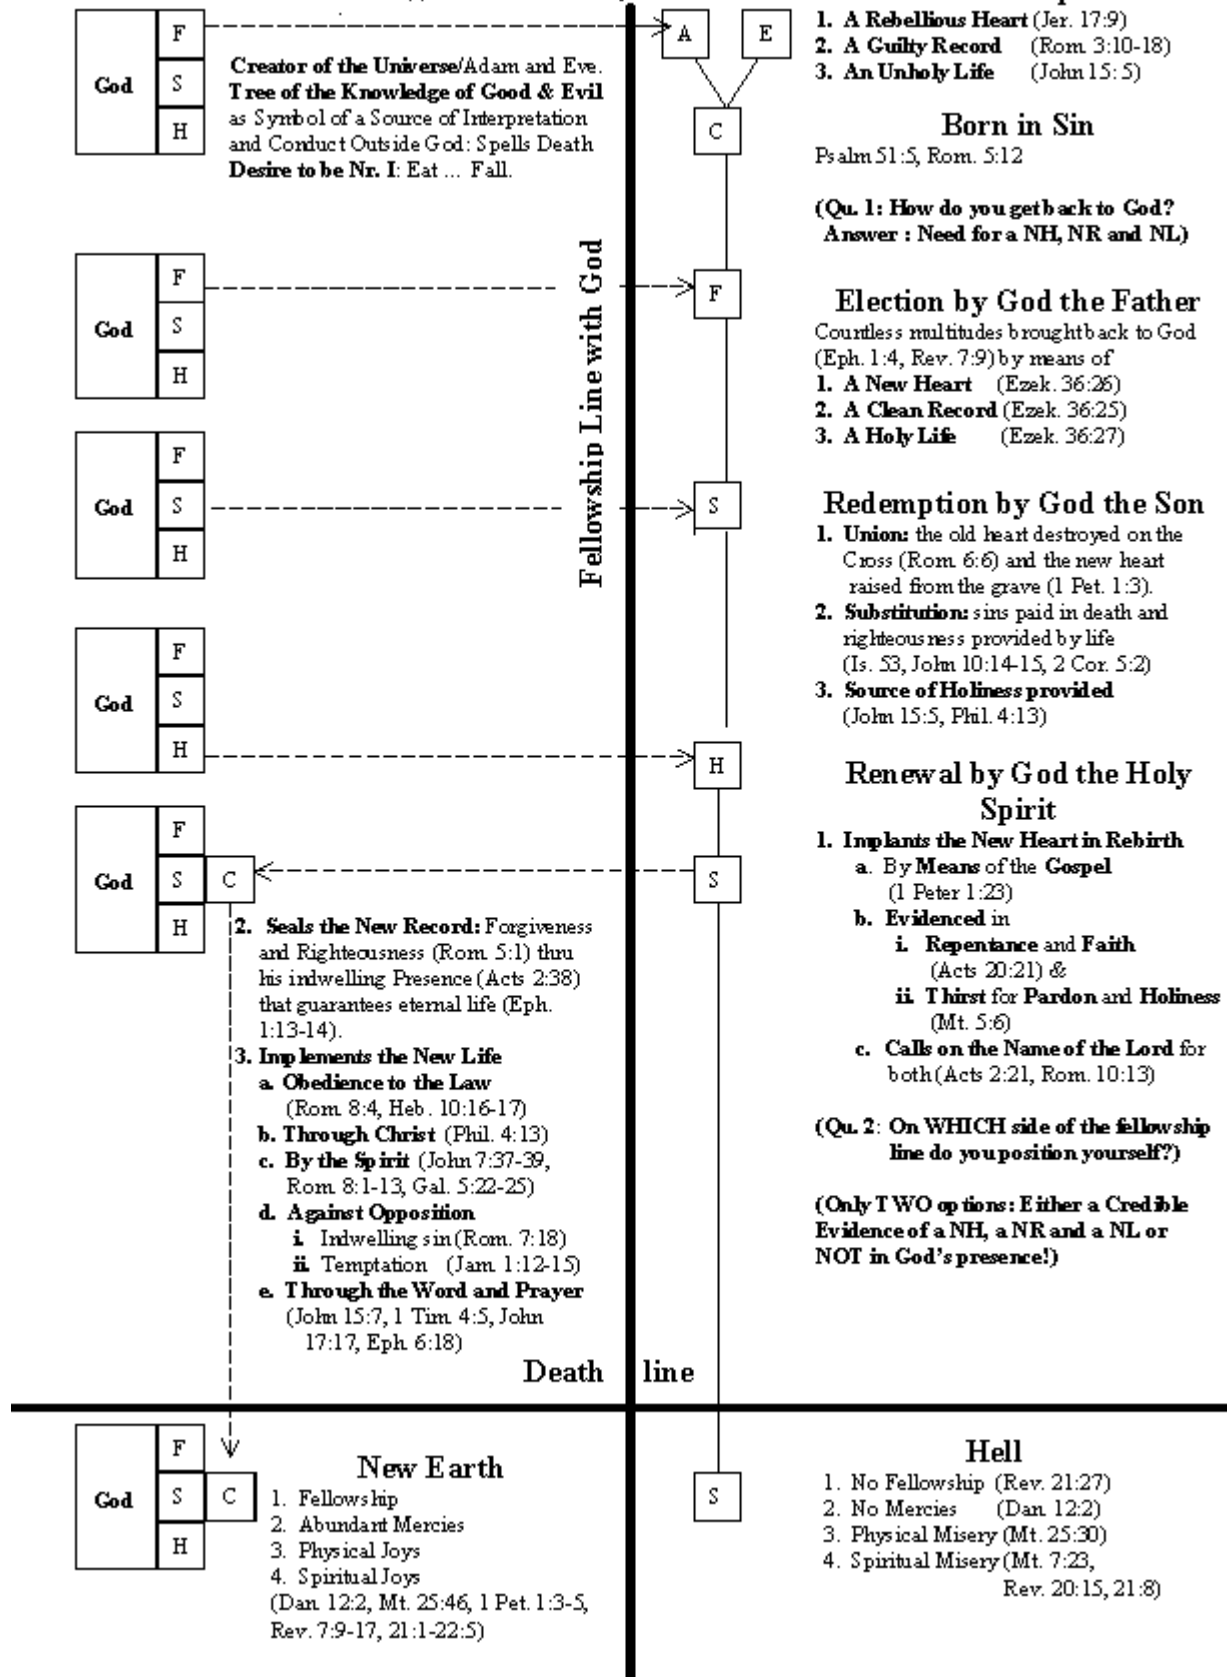 1. A Rebellious Heart (Jer. 17:9)
2. A Guilty Record (Rom. 3:10-18)
3. An Unholy Life (John 15:5)
God
F
S
H
A
E
C
Creator of the Universe/Adam and Eve.
Tree of the Knowledge of Good & Evil
as Symbol of a Source of Interpretation
and Conduct Outside God: Spells Death
Desire to be Nr. I: Eat ... Fall.
Born in Sin
Psalm 51:5, Rom. 5:12
(Qu. 1: How do you get back to God?
Answer : Need for a NH, NR and NL)
Fellowship Line with God
God
F
S
H
F
Election by God the Father
Countless multitudes brought back to God
(Eph. 1:4, Rev. 7:9) by means of
1. A New Heart (Ezek. 36:26)
2. A Clean Record (Ezek. 36:25)
3. A Holy Life (Ezek. 36:27)
God
F
S
H
S
Redemption by God the Son
1. Union: the old heart destroyed on the
Cross (Rom. 6:6) and the new heart
raised from the grave (1 Pet. 1:3).
2. Substitution: sins paid in death and
righteousness provided by life
(Is. 53, John 10:14-15, 2 Cor. 5:2)
3. Source of Holiness provided
(John 15:5, Phil. 4:13)
God
F
S
H
H
Renewal by God the Holy
Spirit
1. Implants the New Heart in Rebirth
a. By Means of the Gospel
(1 Peter 1:23)
b. Evidenced in
i. Repentance and Faith
(Acts 20:21) &
ii. Thirst for Pardon and Holiness
(Mt. 5:6)
c. Calls on the Name of the Lord for
both (Acts 2:21, Rom. 10:13)
God
F
S
H
C
S
2. Seals the New Record: Forgiveness
and Righteousness (Rom. 5:1) thru
his indwelling Presence (Acts 2:38)
that guarantees eternal life (Eph.
1:13-14).
3. Implements the New Life
a. Obedience to the Law
(Rom. 8:4, Heb. 10:16-17)
b. Through Christ (Phil. 4:13)
c. By the Spirit (John 7:37-39,
Rom. 8:1-13, Gal. 5:22-25)
d. Against Opposition
i. Indwelling sin (Rom. 7:18)
ii. Temptation (Jam. 1:12-15)
e. Through the Word and Prayer
(John 15:7, 1 Tim. 4:5, John
17:17, Eph. 6:18)
(Qu. 2: On WHICH side of the fellowship
line do you position yourself?)
(Only TWO options: Either a Credible
Evidence of a NH, a NR and a NL or
NOT in God's presence!)
Death line
God
F
S
H
C
New Earth
1. Fellowship
2. Abundant Mercies
3. Physical Joys
4. Spiritual Joys
(Dan. 12:2, Mt. 25:46, 1 Pet. 1:3-5,
Rev. 7:9-17, 21:1-22:5)
S
Hell
1. No Fellowship (Rev. 21:27)
2. No Mercies (Dan. 12:2)
3. Physical Misery (Mt. 25:30)
4. Spiritual Misery (Mt. 7:23,
Rev. 20:15, 21:8)